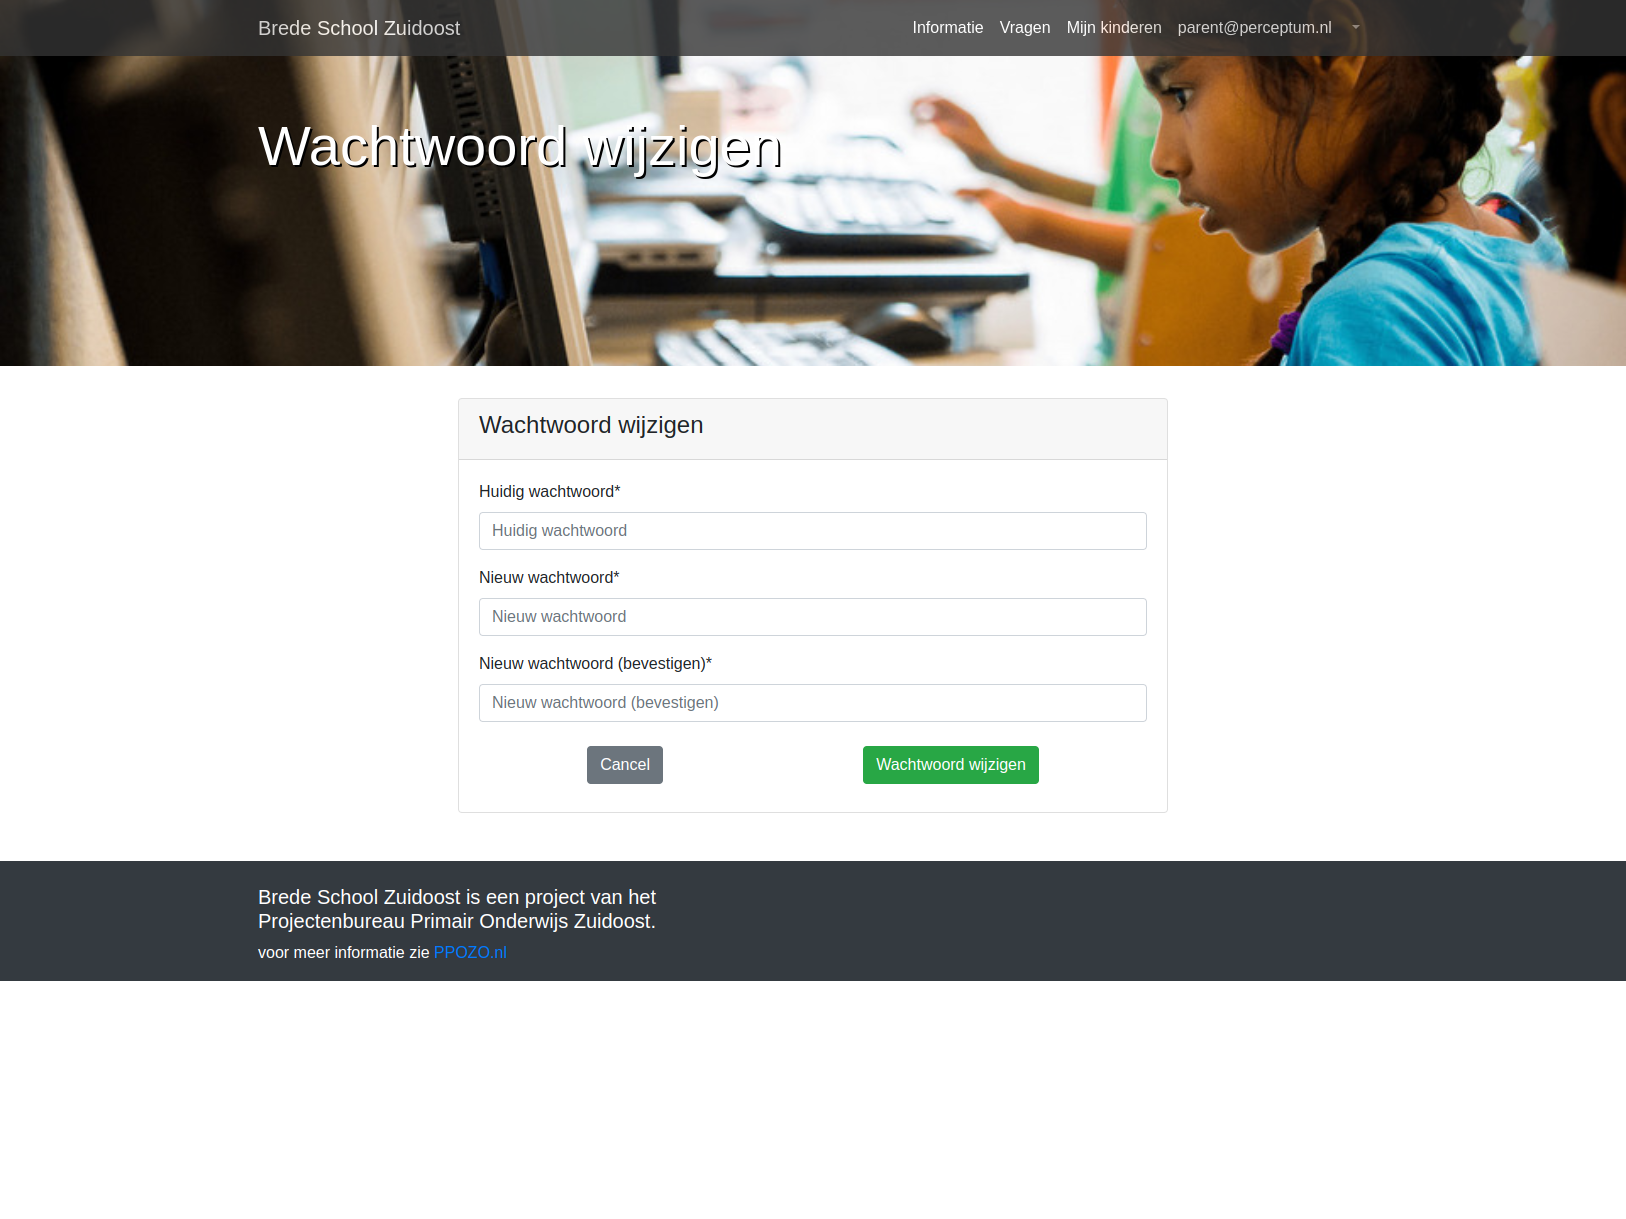 Brede School Zuidoost
Informatie Vragen Mijn kinderen parent@perceptum.nl
Wachtwoord wijzigen
Wachtwoord wijzigen
Huidig wachtwoord*
Huidig wachtwoord
Nieuw wachtwoord*
Nieuw wachtwoord
Nieuw wachtwoord (bevestigen)*
Nieuw wachtwoord (bevestigen)
Cancel Wachtwoord wijzigen
Brede School Zuidoost is een project van het
Projectenbureau Primair Onderwijs Zuidoost.
voor meer informatie zie PPOZO.nl